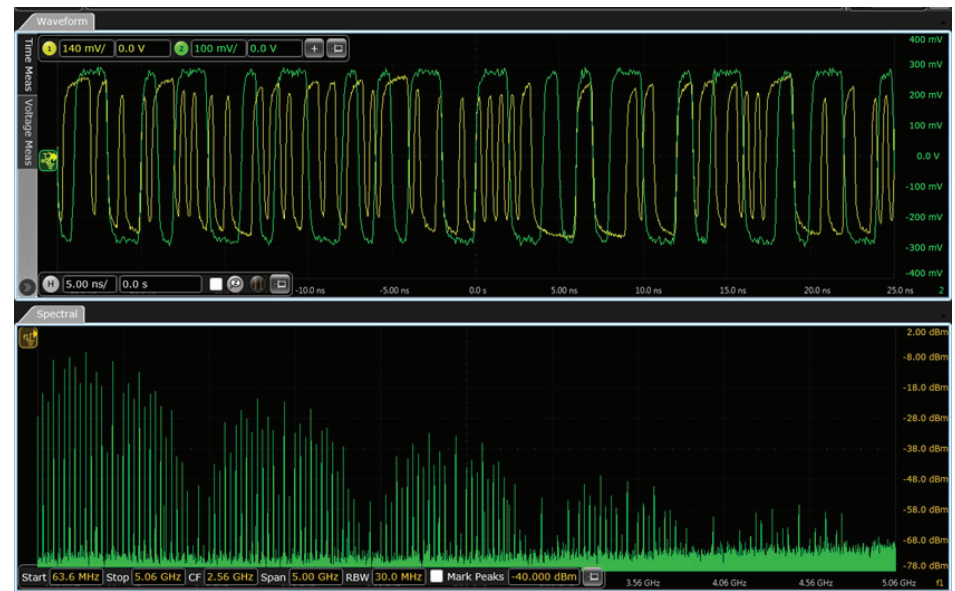 Waveform
Time Meas
Voltage Meas
1 140 mV/ 0.0 V 2 100 mV/ 0.0 V +
400 mV
300 mV
200 mV
100 mV
0.0 V
-100 mV
-200 mV
-300 mV
-400 mV
H 5.00 ns/ 0.0 s
-10.0 ns -5.00 ns 0.0 s 5.00 ns 10.0 ns 15.0 ns 20.0 ns 25.0 ns 2
Spectral
2.00 dBm
-8.00 dBm
-18.0 dBm
-28.0 dBm
-38.0 dBm
-48.0 dBm
-58.0 dBm
-68.0 dBm
-78.0 dBm
Start 63.6 MHz Stop 5.06 GHz CF 2.56 GHz Span 5.00 GHz RBW 30.0 MHz Mark Peaks -40.000 dBm
3.56 GHz 4.06 GHz 4.56 GHz 5.06 GHz f1